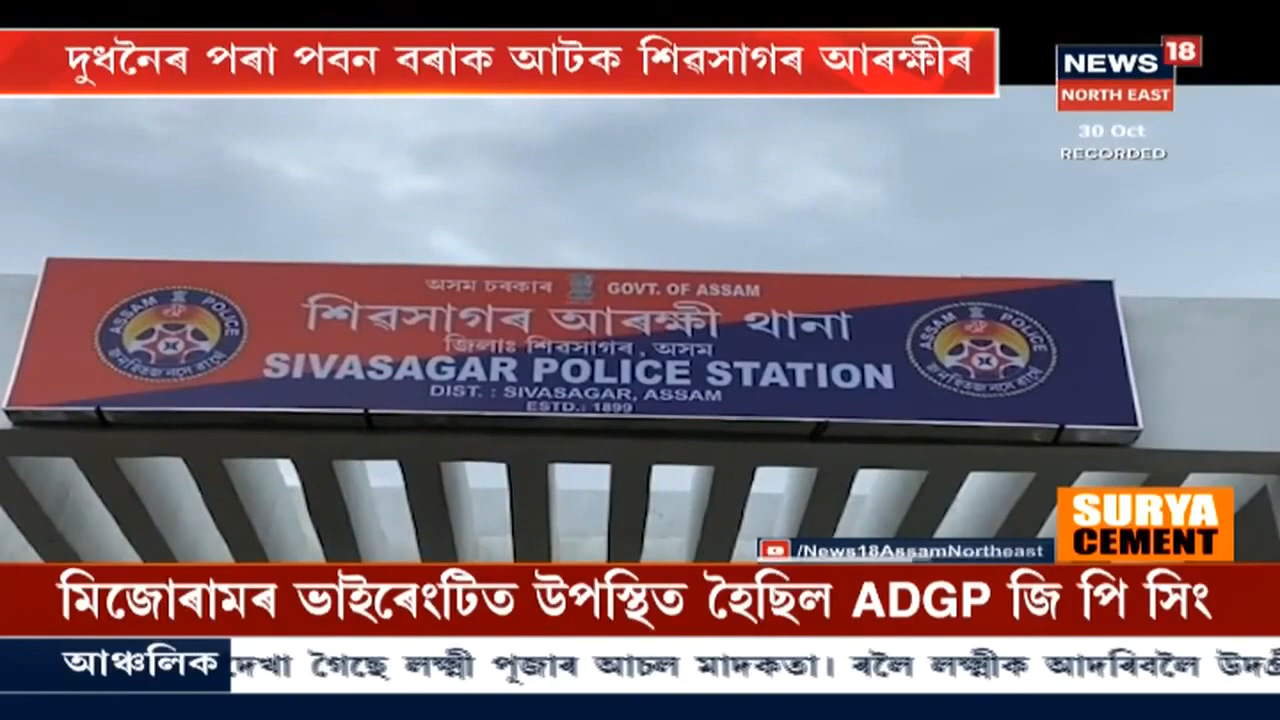 দুধনৈৰ পৰা পবন বৰাক আটক শিৱসাগৰ আৰক্ষীৰ
NEWS 18
NORTH EAST
30 Oct
RECORDED
অসম চৰকাৰ GOVT. OF ASSAM
শিৱসাগৰ আৰক্ষী থানা
জিলাঃ শিৱসাগৰ, অসম
SIVASAGAR POLICE STATION
DIST. : SIVASAGAR, ASSAM
ESTD.: 1899
ASSAM POLICE
ASSAM POLICE
SURYA
CEMENT
/News18AssamNortheast
মিজোৰামৰ ভাইৰেংটিত উপস্থিত হৈছিল ADGP জি পি সিং
আঞ্চলিক দেখা গৈছে লক্ষ্মী পূজাৰ আচল মাদকতা। ৰলৈ লক্ষ্মীক আদৰিবলৈ